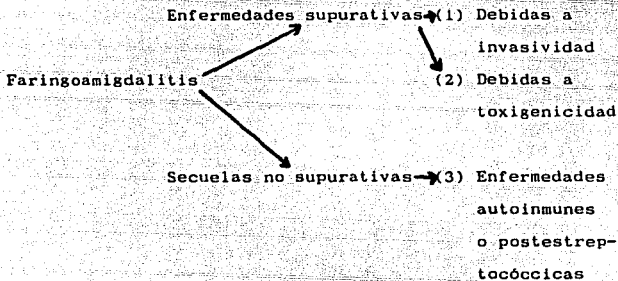 Enfermedades supurativas (1) Debidas a
invasividad
Faringoamigdalitis (2) Debidas a
toxigenicidad
Secuelas no supurativas (3) Enfermedades
autoinmunes
o postestrep-
tocóccicas